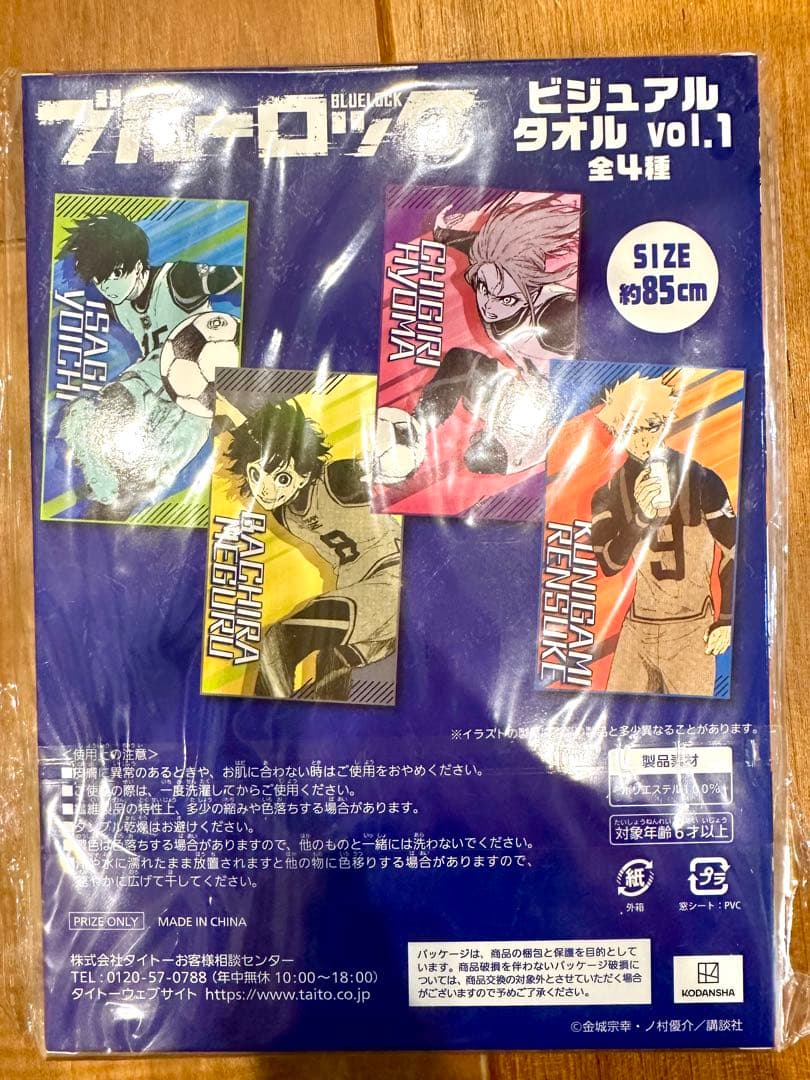 ブルーロック
BLUELOCK
ビジュアル
タオル vol.1
全4種
SIZE
約85cm
ISAGI
YOICHI
CHIGIRI
HYOMA
BACHIRA
MEGURU
KUNIGAMI
RENSUKE
※イラストの製品と多少異なることがあります。
<使用上の注意>
■皮膚に異常のあるときや、お肌に合わない時はご使用をおやめください。
■ご使用の際は、一度洗濯してからご使用ください。
■繊維製品の特性上、多少の縮みや色落ちする場合があります。
■タンブル乾燥はお避けください。
は色落ちする場合がありますので、他のものと一緒には洗わないでください。
水に濡れたまま放置されますと他の物に色移りする場合がありますので、
やかに広げて干してください。
製品素材
ポリエステル100%
対象年齢6才以上
紙
外箱
プラ
窓シート:PVC
PRIZE ONLY
MADE IN CHINA
株式会社タイトーお客様相談センター
TEL:0120-57-0788(年中無休 10:00〜18:00)
タイトーウェブサイト https://www.taito.co.jp
パッケージは、商品の梱包と保護を目的として
います。商品破損を伴わないパッケージ破損に
ついては、商品交換の対象外とさせていただく場合
がございますので予めご了承ください。
KODANSHA
©金城宗幸・ノ村優介/講談社